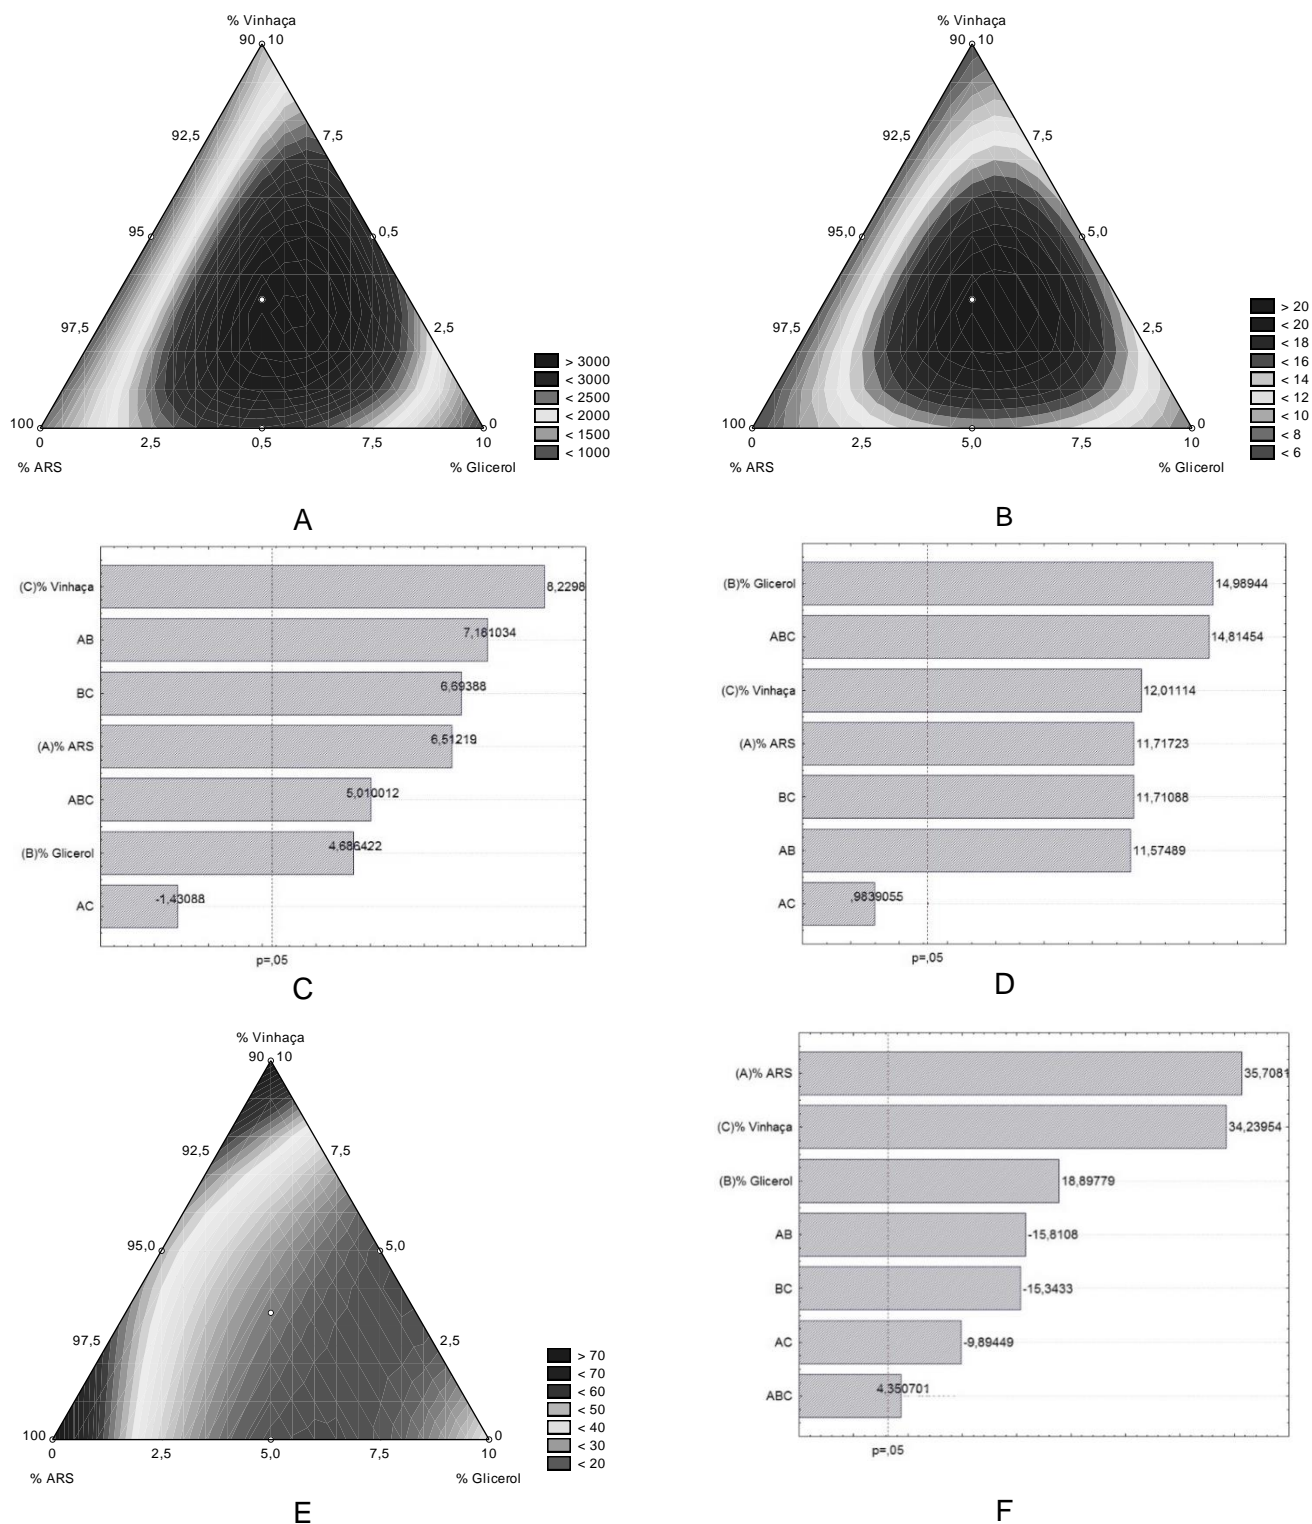 % Vinhaça
90 10
92,5 7,5
95 0,5
97,5 2,5
100 0
0 2,5 0,5 7,5 10
% ARS % Glicerol
> 3000
< 3000
< 2500
< 2000
< 1500
< 1000
A
% Vinhaça
90 10
92,5 7,5
95,0 5,0
97,5 2,5
100 0
0 2,5 5,0 7,5 10
% ARS % Glicerol
> 20
< 20
< 18
< 16
< 14
< 12
< 10
< 8
< 6
B
(C)% Vinhaça 8,2298
AB 7,181034
BC 6,69388
(A)% ARS 6,51219
ABC 5,010012
(B)% Glicerol 4,686422
AC -1,43088
p=,05
C
(B)% Glicerol 14,98944
ABC 14,81454
(C)% Vinhaça 12,01114
(A)% ARS 11,71723
BC 11,71088
AB 11,57489
AC ,9839055
p=,05
D
% Vinhaça
90 10
92,5 7,5
95,0 5,0
97,5 2,5
100 0
0 2,5 5,0 7,5 10
% ARS % Glicerol
> 70
< 70
< 60
< 50
< 40
< 30
< 20
E
(A)% ARS 35,7081
(C)% Vinhaça 34,23954
(B)% Glicerol 18,89779
AB -15,8108
BC -15,3433
AC -9,89449
ABC 4,350701
p=,05
F